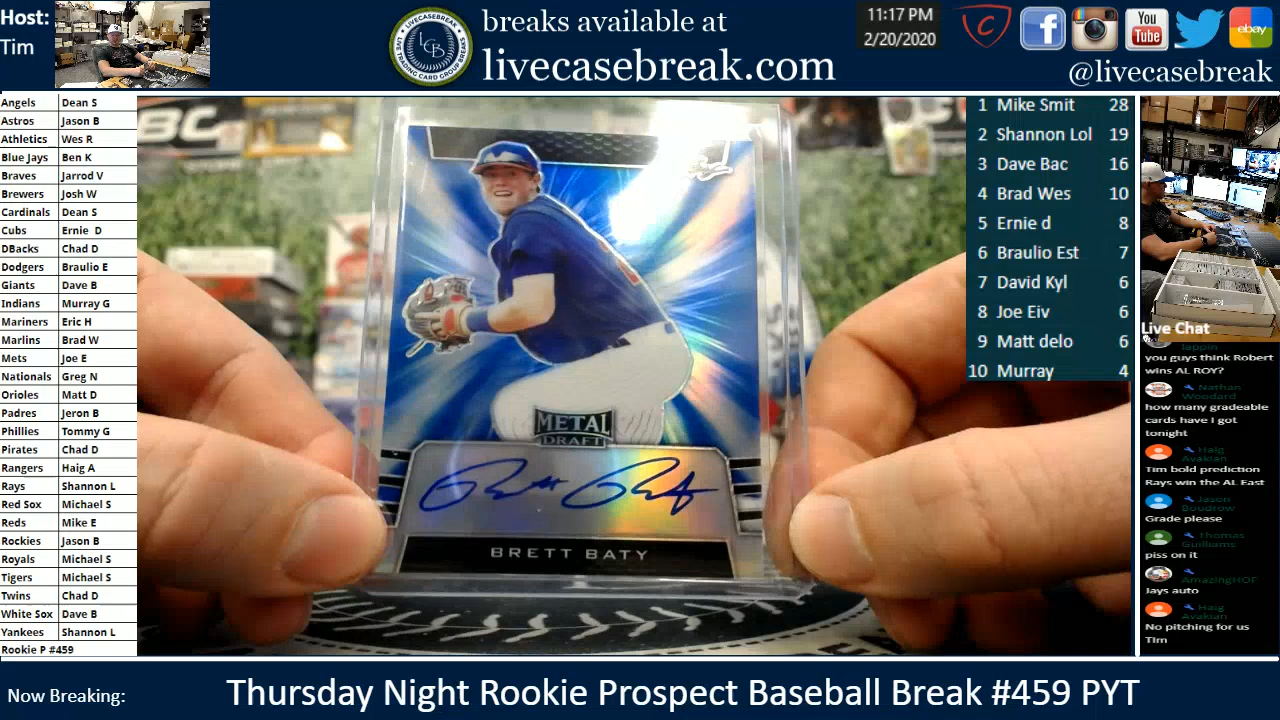 Host:
Tim
breaks available at
livecasebreak.com
11:17 PM
2/20/2020
You
Tube
ebay
@livecasebreak
Angels Dean S
Astros Jason B
Athletics Wes R
Blue Jays Ben K
Braves Jarrod V
Brewers Josh W
Cardinals Dean S
Cubs Ernie D
DBacks Chad D
Dodgers Braulio E
Giants Dave B
Indians Murray G
Mariners Eric H
Marlins Brad W
Mets Joe E
Nationals Greg N
Orioles Matt D
Padres Jeron B
Phillies Tommy G
Pirates Chad D
Rangers Haig A
Rays Shannon L
Red Sox Michael S
Reds Mike E
Rockies Jason B
Royals Michael S
Tigers Michael S
Twins Chad D
White Sox Dave B
Yankees Shannon L
Rookie P #459
METAL
DRAFT
BRETT BATY
1 Mike Smit 28
2 Shannon Lol 19
3 Dave Bac 16
4 Brad Wes 10
5 Ernie d 8
6 Braulio Est 7
7 David Kyl 6
8 Joe Eiv 6
9 Matt delo 6
10 Murray 4
Live Chat
you guys think Robert
wins AL ROY?
Nathan
Woodard
how many gradeable
cards have I got
tonight
Haig
Avakian
Tim bold prediction
Rays win the AL East
Jason
Boudrow
Grade please
Thomas
Guilliams
piss on it
AmazingHOF
Jays auto
Haig
Avakian
No pitching for us
Tim
Now Breaking:
Thursday Night Rookie Prospect Baseball Break #459 PYT